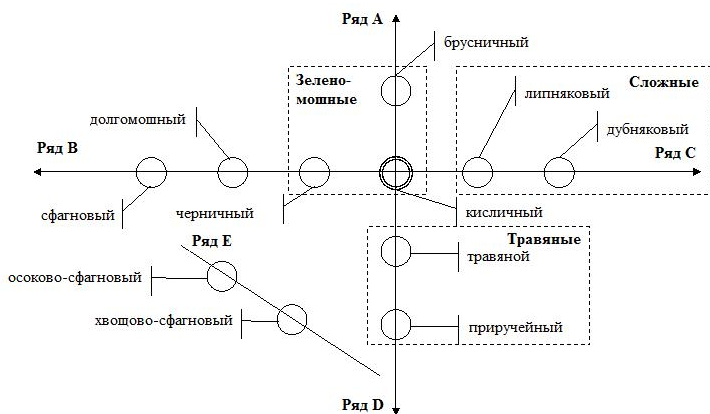 Ряд А
брусничный
Зелено-
мошные
Сложные
липняковый
долгомошный
дубняковый
Ряд В
Ряд С
сфагновый
черничный
кисличный
Ряд Е
Травяные
травяной
осоково-сфагновый
хвощово-сфагновый
приручейный
Ряд D